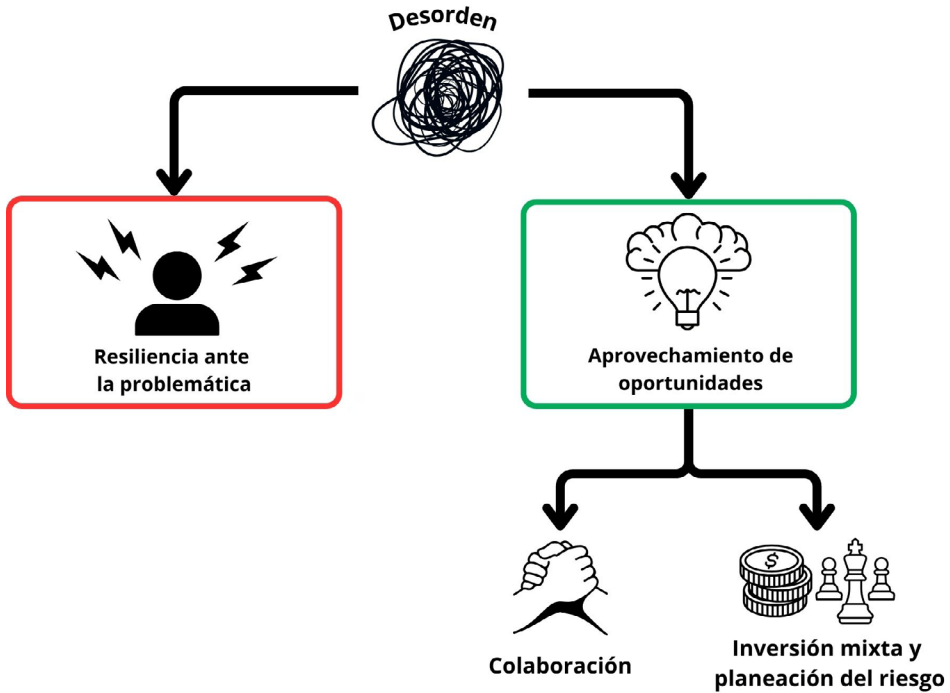 Desorden
Resiliencia ante
la problemática
Aprovechamiento de
oportunidades
$
Colaboración
Inversión mixta y
planeación del riesgo